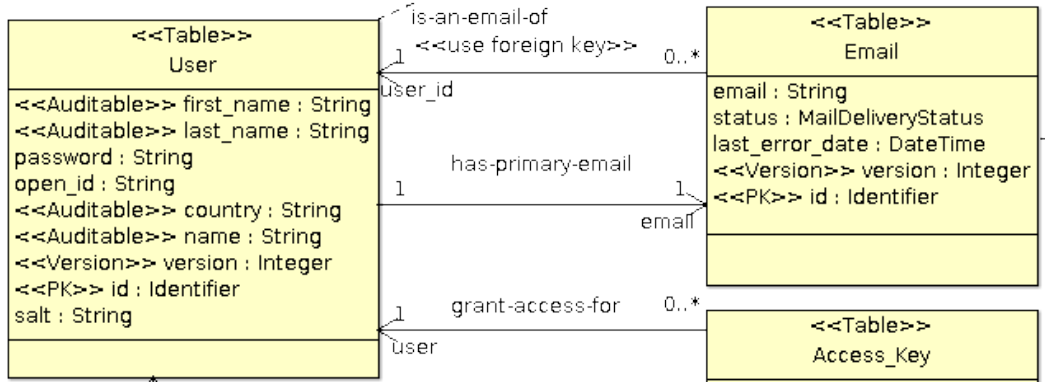 <<Table>>
User
<<Auditable>> first_name : String
<<Auditable>> last_name : String
password : String
open_id : String
<<Auditable>> country : String
<<Auditable>> name : String
<<Version>> version : Integer
<<PK>> id : Identifier
salt : String
is-an-email-of
<<use foreign key>>
1
0..*
user_id
has-primary-email
1
1
email
grant-access-for
1
0..*
user
<<Table>>
Email
email : String
status : MailDeliveryStatus
last_error_date : DateTime
<<Version>> version : Integer
<<PK>> id : Identifier
<<Table>>
Access_Key